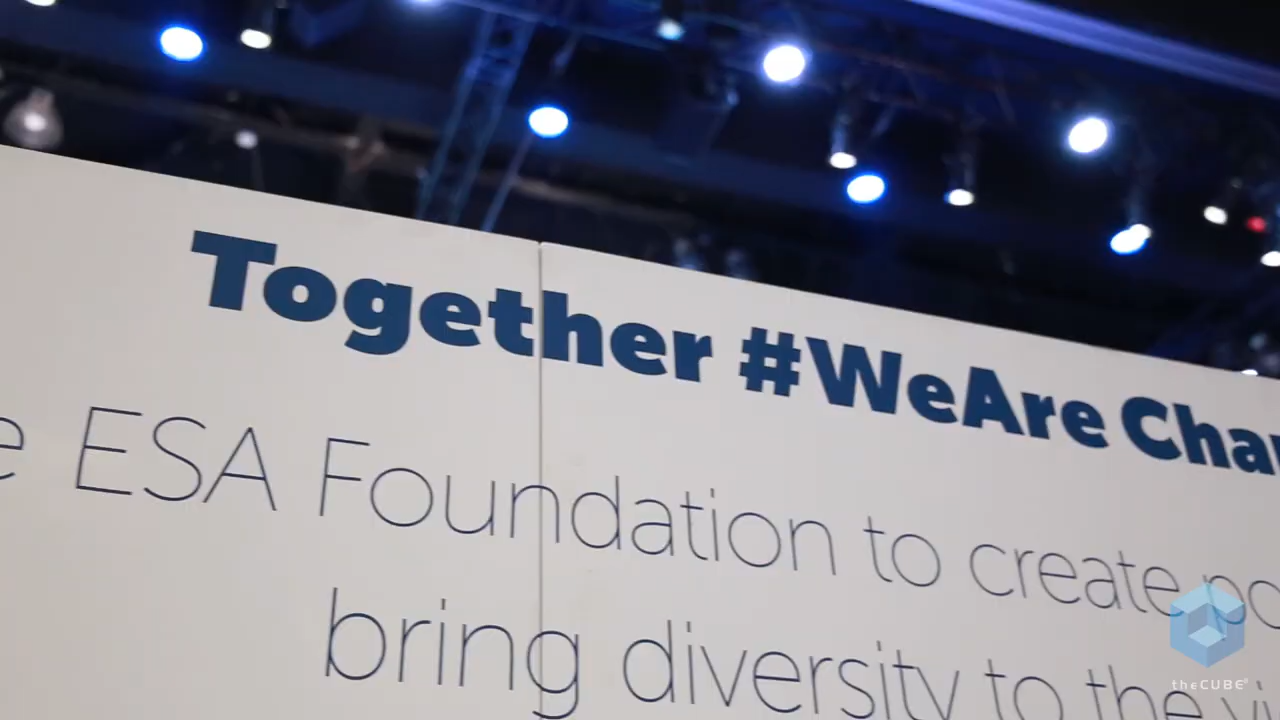 Together #WeAre
ESA Foundation to create
bring diversity to the
theCUBE